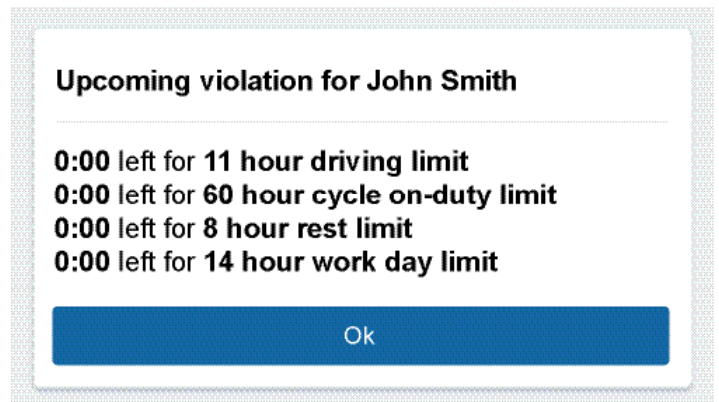 Upcoming violation for John Smith
0:00 left for 11 hour driving limit
0:00 left for 60 hour cycle on-duty limit
0:00 left for 8 hour rest limit
0:00 left for 14 hour work day limit
Ok